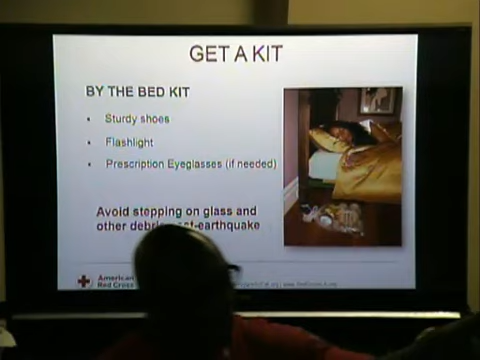 GET A KIT
BY THE BED KIT
• Sturdy shoes
• Flashlight
• Prescription Eyeglasses (if needed)
Avoid stepping on glass and
other earthquake
American
Red Cross